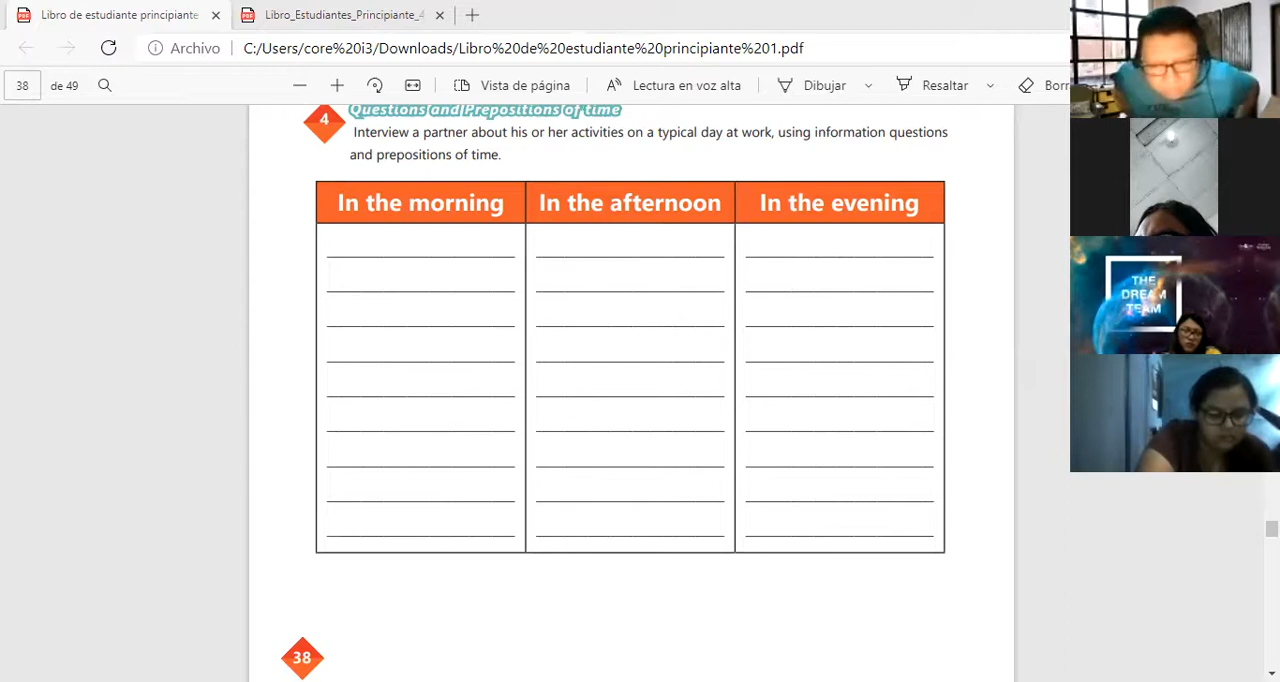 Libro de estudiante principiante
Libro_Estudiantes_Principiante_4
Archivo
C:/Users/core%20i3/Downloads/Libro%20de%20estudiante%20principiante%201.pdf
38
de 49
Vista de página
Lectura en voz alta
Dibujar
Resaltar
Borr
4
Questions and Prepositions of time
Interview a partner about his or her activities on a typical day at work, using information questions
and prepositions of time.
In the morning
In the afternoon
In the evening
38
THE
DREAM
TEAM